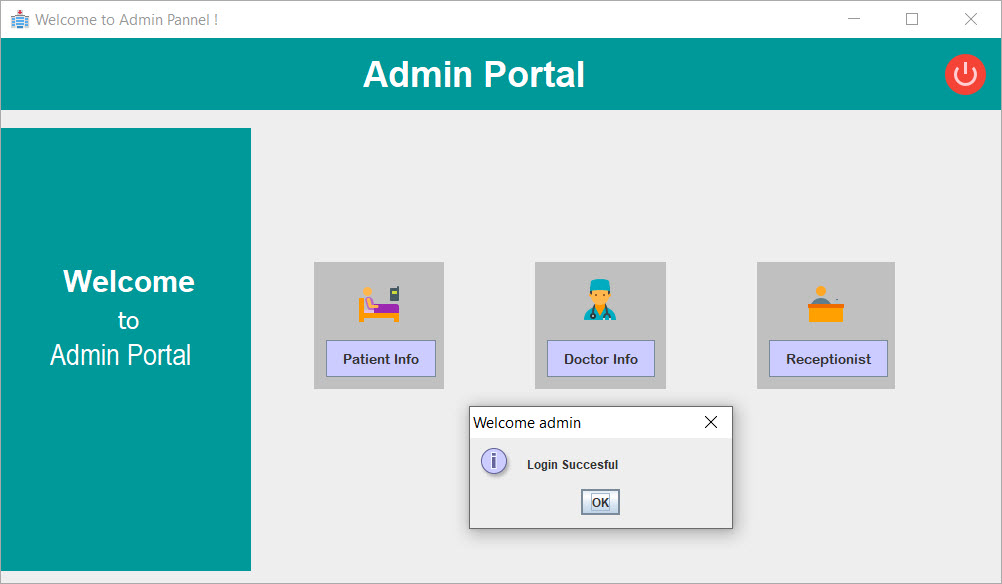 Welcome to Admin Pannel !
Admin Portal
Welcome
to
Admin Portal
Patient Info
Doctor Info
Receptionist
Welcome admin
i
Login Succesful
OK